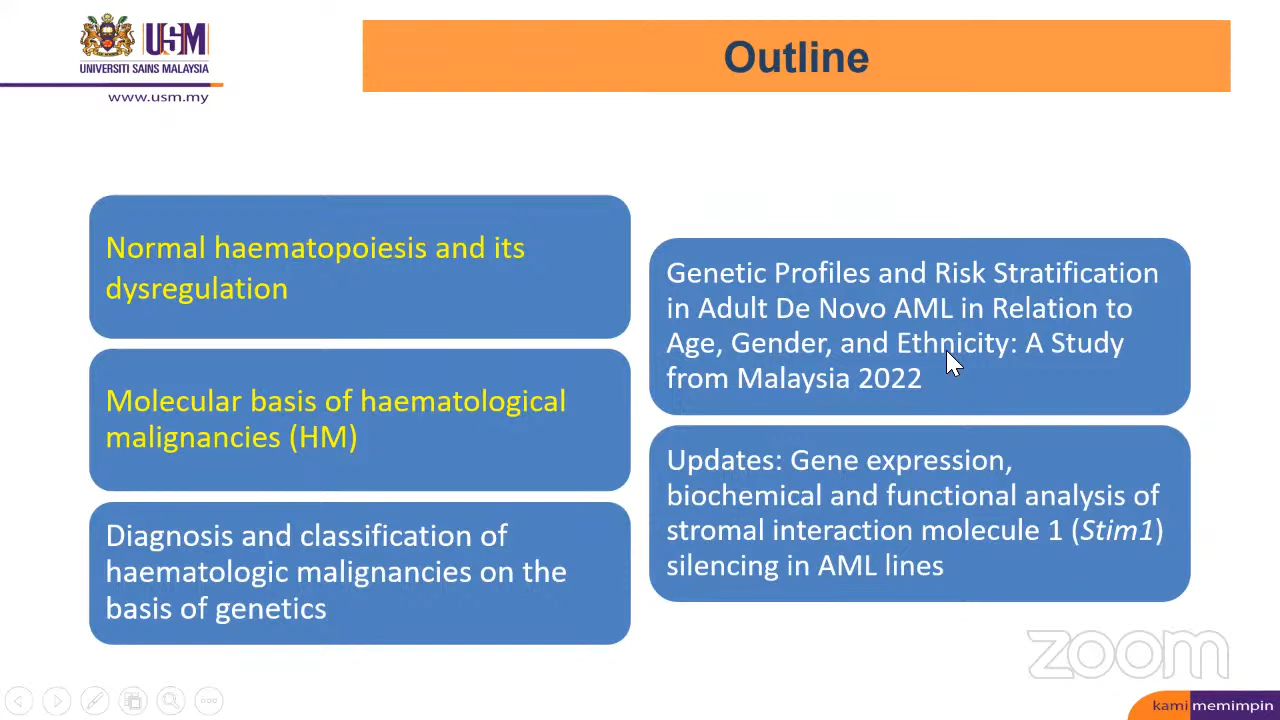 USM
UNIVERSITI SAINS MALAYSIA
www.usm.my
Outline
Normal haematopoiesis and its
dysregulation
Molecular basis of haematological
malignancies (HM)
Diagnosis and classification of
haematologic malignancies on the
basis of genetics
Genetic Profiles and Risk Stratification
in Adult De Novo AML in Relation to
Age, Gender, and Ethnicity: A Study
from Malaysia 2022
Updates: Gene expression,
biochemical and functional analysis of
stromal interaction molecule 1 (Stim1)
silencing in AML lines
zoom
kami memimpin